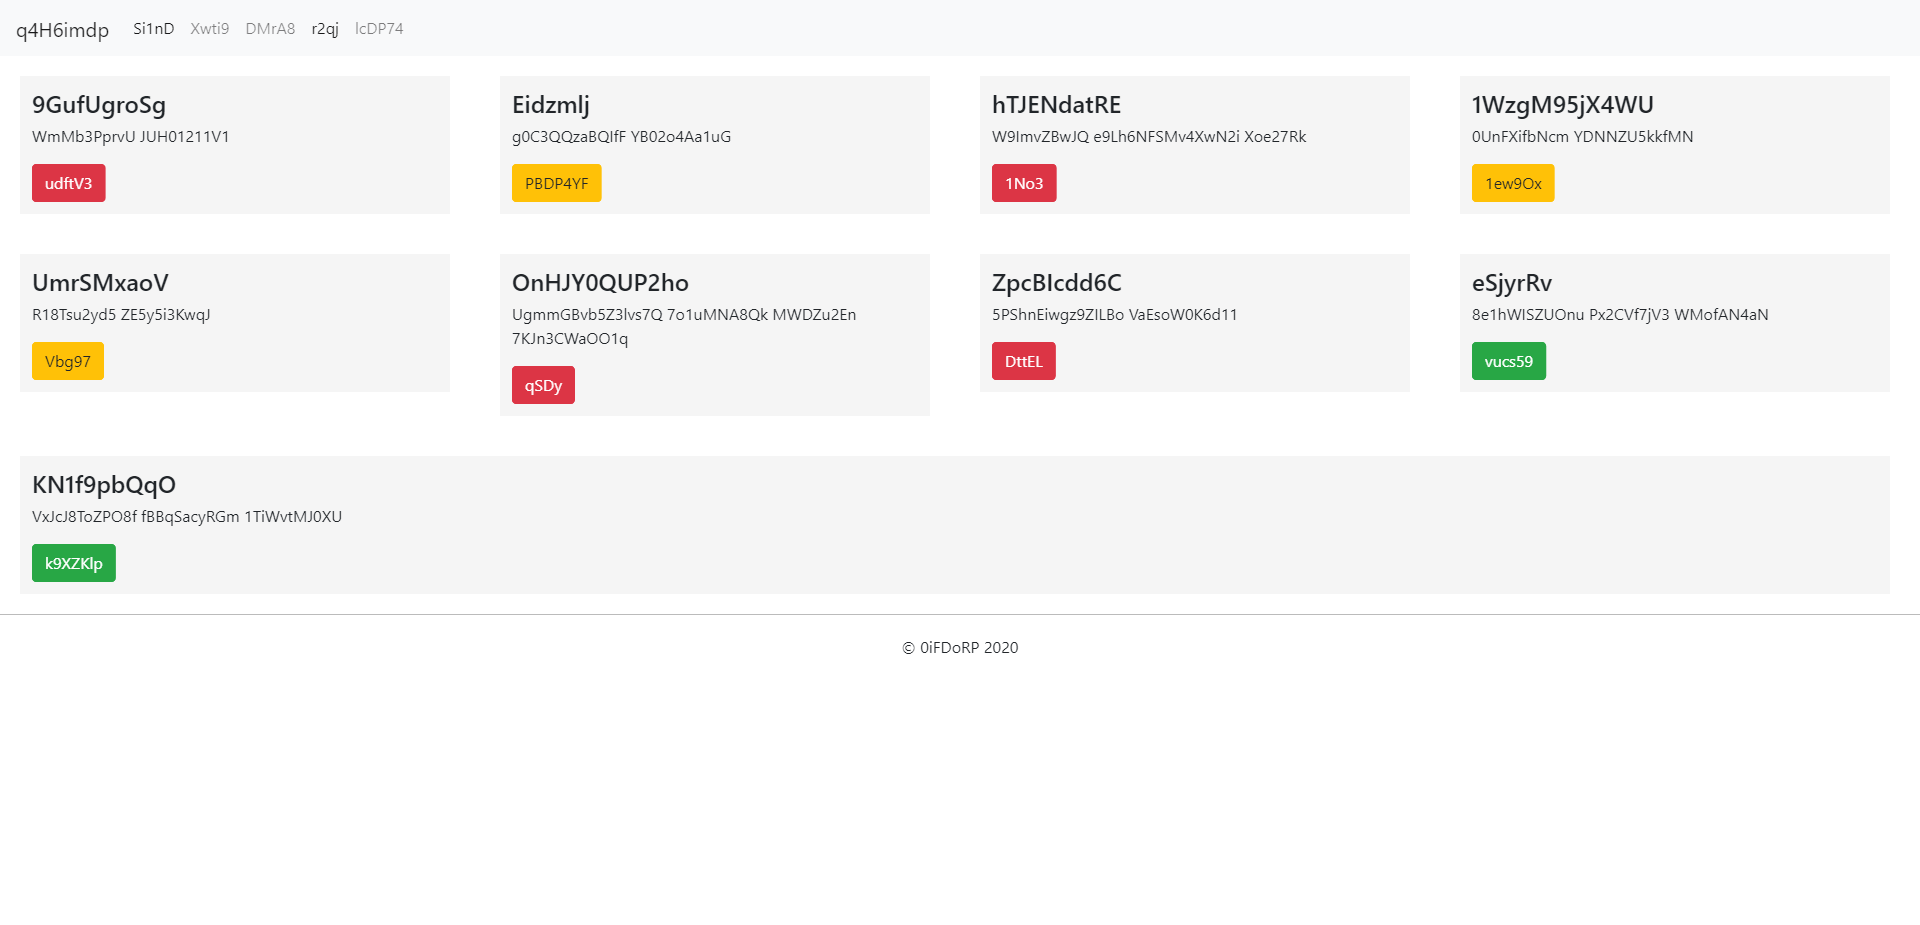 q4H6imdp Si1nD Xwti9 DMrA8 r2qj lcDP74
9GufUgroSg
WmMb3PprvU JUH01211V1
udftV3
Eidzmlj
g0C3QQzaBQIfF YB02o4Aa1uG
PBDP4YF
hTJENdatRE
W9ImvZBwJQ e9Lh6NFSMv4XwN2i Xoe27Rk
1No3
1WzgM95jX4WU
0UnFXifbNcm YDNNZU5kkfMN
1ew9Ox
UmrSMxaoV
R18Tsu2yd5 ZE5y5i3KwqJ
Vbg97
OnHJY0QUP2ho
UgmmGBvb5Z3lvs7Q 7o1uMNA8Qk MWDZu2En
7KJn3CWaOO1q
qSDy
ZpcBIcdd6C
5PShnEiwgz9ZILBo VaEsoW0K6d11
DttEL
eSjyrRv
8e1hWISZUOnu Px2CVf7jV3 WMofAN4aN
vucs59
KN1f9pbQqO
VxJcJ8ToZPO8f fBBqSacyRGm 1TiWvtMJ0XU
k9XZKlp
© 0iFDoRP 2020